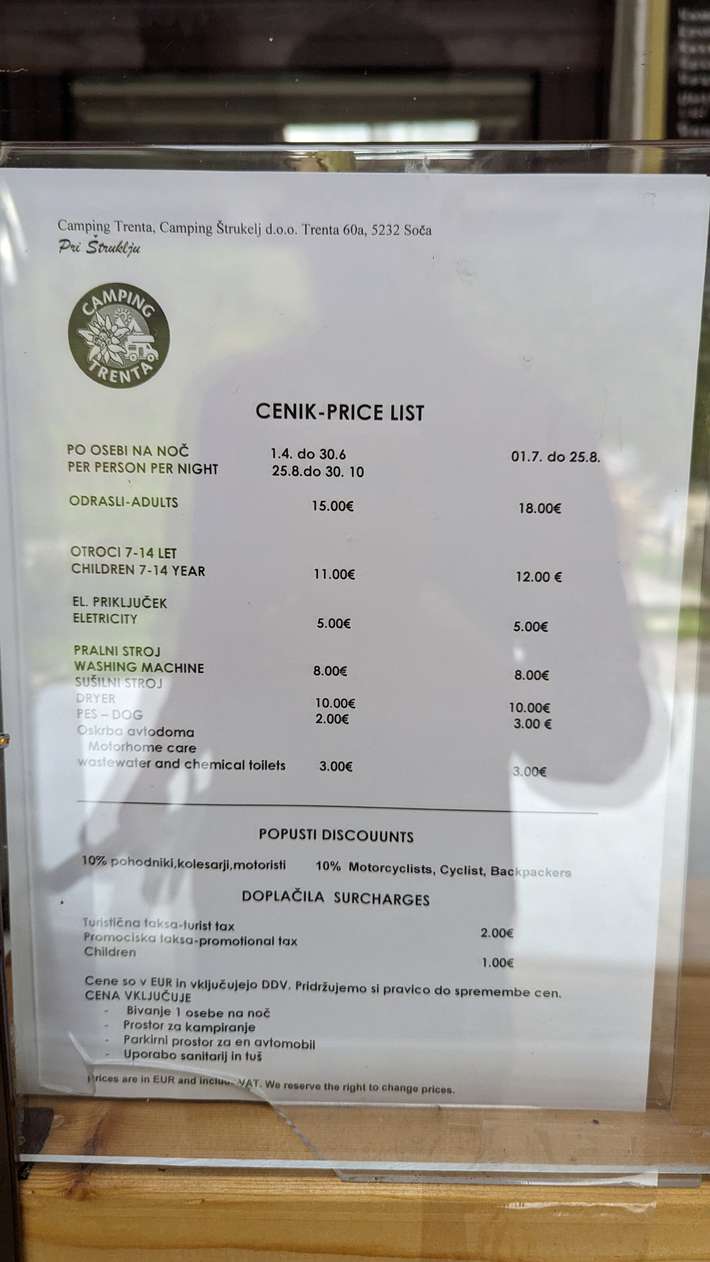 Camping Trenta, Camping Štrukelj d.o.o. Trenta 60a, 5232 Soča
Pri Štruklju
CAMPING
TRENTA
CENIK-PRICE LIST
PO OSEBI NA NOČ 1.4. do 30.6 01.7. do 25.8.
PER PERSON PER NIGHT 25.8.do 30. 10
ODRASLI-ADULTS 15.00€ 18.00€
OTROCI 7-14 LET
CHILDREN 7-14 YEAR 11.00€ 12.00 €
EL. PRIKLJUČEK
ELETRICITY 5.00€ 5.00€
PRALNI STROJ
WASHING MACHINE 8.00€ 8.00€
SUŠILNI STROJ
DRYER 10.00€ 10.00€
PES – DOG 2.00€ 3.00 €
Oskrba avtodoma
Motorhome care
wastewater and chemical toilets 3.00€ 3.00€
POPUSTI DISCOUUNTS
10% pohodniki,kolesarji,motoristi 10% Motorcyclists, Cyclist, Backpackers
DOPLAČILA SURCHARGES
Turistična taksa-turist tax 2.00€
Promociska taksa-promotional tax
Children 1.00€
Cene so v EUR in vključujejo DDV. Pridržujemo si pravico do spremembe cen.
CENA VKLJUČUJE
- Bivanje 1 osebe na noč
- Prostor za kampiranje
- Parkirni prostor za en avtomobil
- Uporabo sanitarij in tuš
Prices are in EUR and include VAT. We reserve the right to change prices.